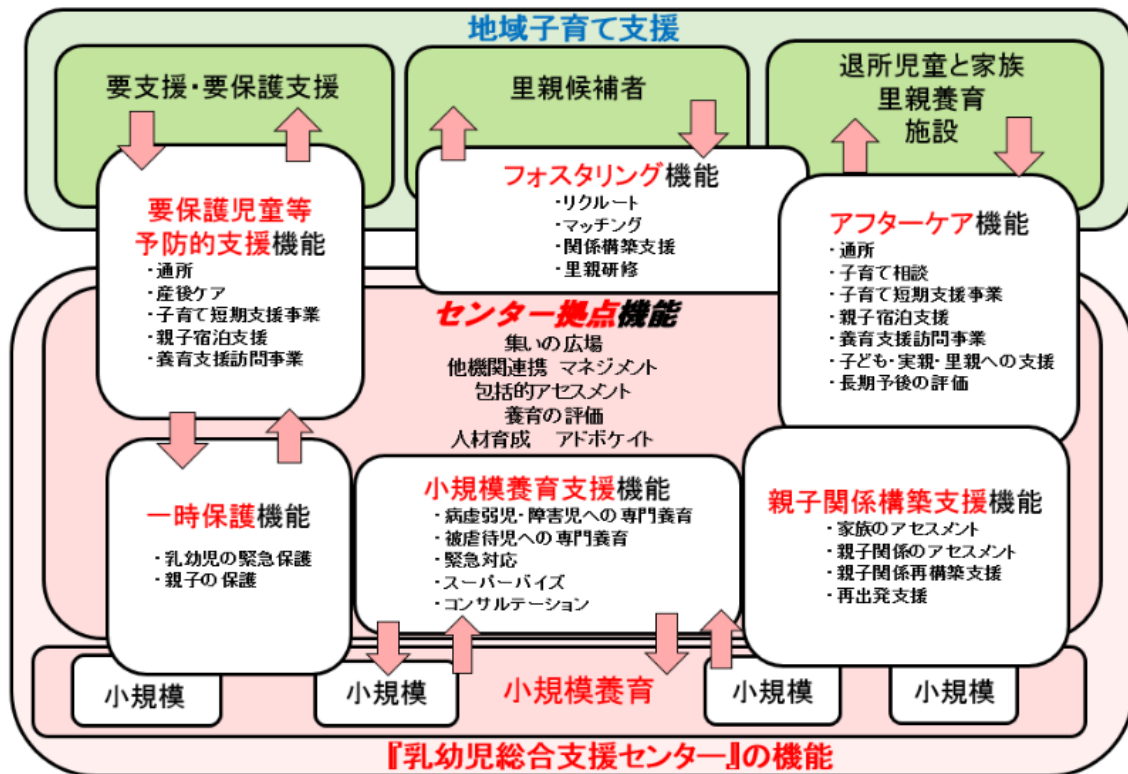 地域子育て支援
要支援・要保護支援
里親候補者
退所児童と家族
里親養育
施設
要保護児童等
予防的支援機能
・通所
・産後ケア
・子育て短期支援事業
・親子宿泊支援
・養育支援訪問事業
フォスタリング機能
・リクルート
・マッチング
・関係構築支援
・里親研修
アフターケア機能
・通所
・子育て相談
・子育て短期支援事業
・親子宿泊支援
・養育支援訪問事業
・子ども・実親・里親への支援
・長期予後の評価
センター拠点機能
集いの広場
他機関連携 マネジメント
包括的アセスメント
養育の評価
人材育成 アドボケイト
一時保護機能
・乳幼児の緊急保護
・親子の保護
小規模養育支援機能
・病虚弱児・障害児への専門養育
・被虐待児への専門養育
・緊急対応
・スーパーバイズ
・コンサルテーション
親子関係構築支援機能
・家族のアセスメント
・親子関係のアセスメント
・親子関係再構築支援
・再出発支援
小規模
小規模
小規模養育
小規模
小規模
『乳幼児総合支援センター』の機能